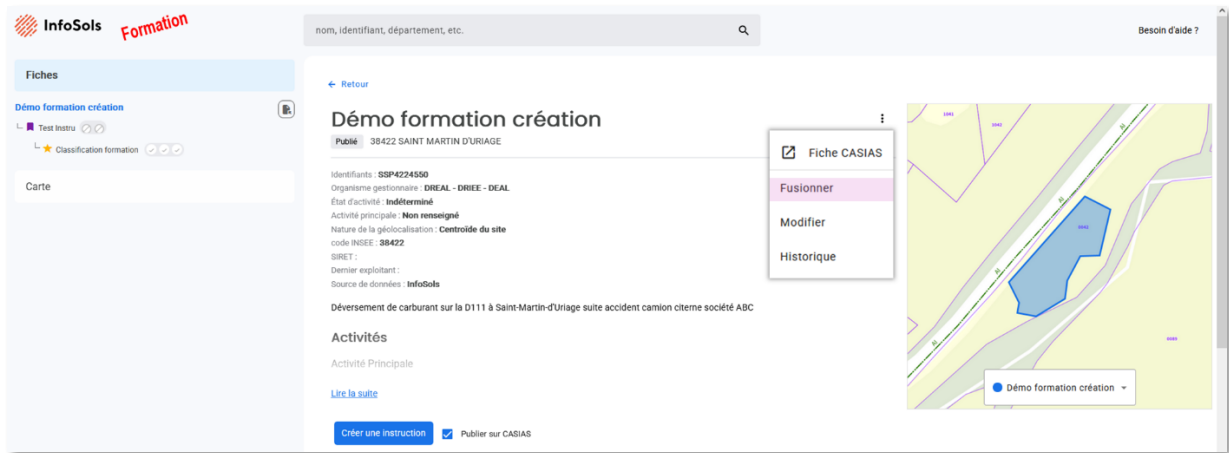 InfoSols
Formation
nom, identifiant, département, etc.
Besoin d'aide ?
Fiches
Démo formation création
Test Instru
Classification formation
Carte
Retour
Démo formation création
Publié 38422 SAINT MARTIN D'URIAGE
Identifiants : SSP4224550
Organisme gestionnaire : DREAL - DRIEE - DEAL
État d'activité : Indéterminé
Activité principale : Non renseigné
Nature de la géolocalisation : Centroïde du site
code INSEE : 38422
SIRET :
Dernier exploitant :
Source de données : InfoSols
Déversement de carburant sur la D111 à Saint-Martin-d'Uriage suite accident camion citerne société ABC
Activités
Activité Principale
Lire la suite
Créer une instruction
Publier sur CASIAS
Fiche CASIAS
Fusionner
Modifier
Historique
Démo formation création